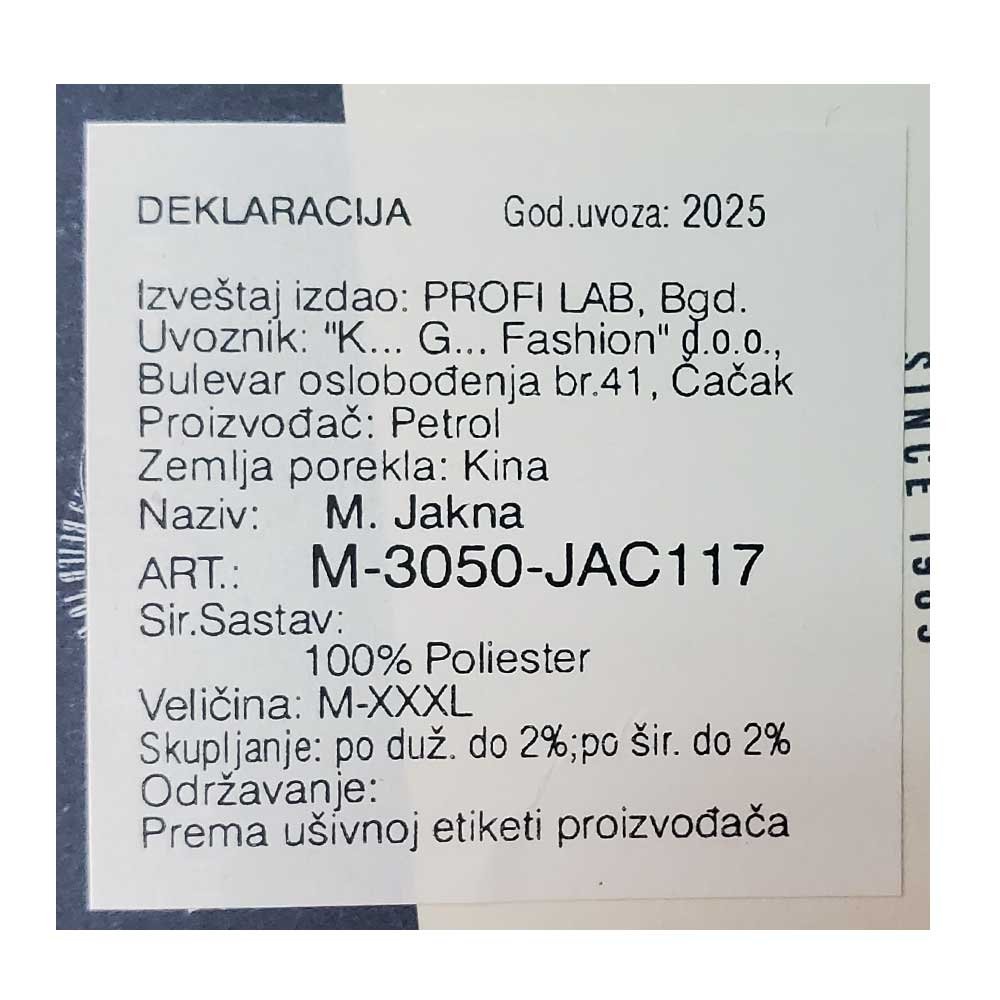 DEKLARACIJA God.uvoza: 2025
Izveštaj izdao: PROFI LAB, Bgd.
Uvoznik: "K... G... Fashion" d.o.o.,
Bulevar oslobođenja br.41, Čačak
Proizvođač: Petrol
Zemlja porekla: Kina
Naziv: M. Jakna
ART.: M-3050-JAC117
Sir.Sastav:
100% Poliester
Veličina: M-XXXL
Skupljanje: po duž. do 2%;po šir. do 2%
Održavanje:
Prema ušivnoj etiketi proizvođača
SINCE